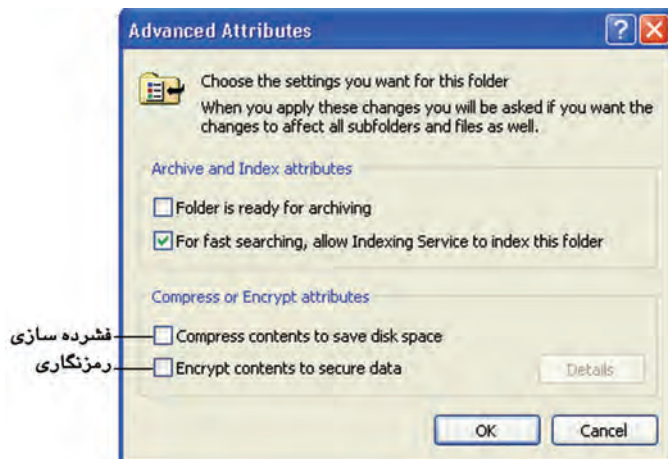 Advanced Attributes
Choose the settings you want for this folder
When you apply these changes you will be asked if you want the
changes to affect all subfolders and files as well.
Archive and Index attributes
Folder is ready for archiving
For fast searching, allow Indexing Service to index this folder
Compress or Encrypt attributes
فشرده سازی
Compress contents to save disk space
رمزنگاری
Encrypt contents to secure data
Details
OK
Cancel